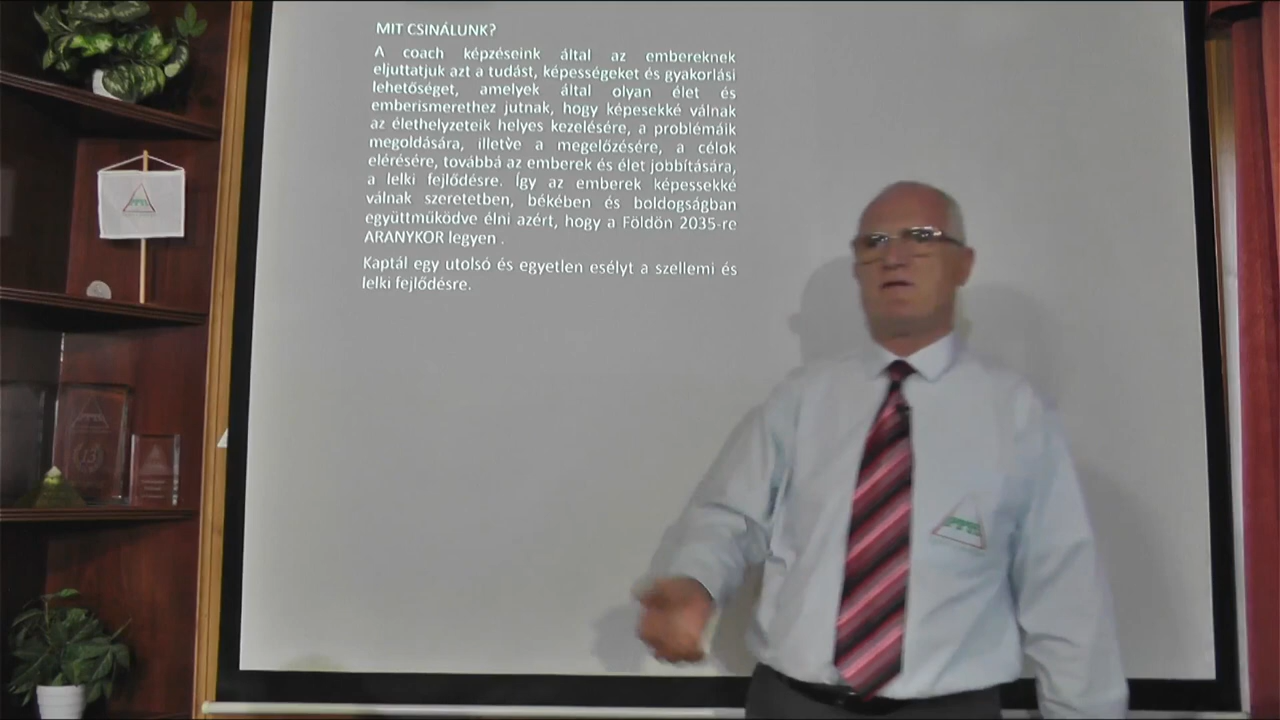 MIT CSINÁLUNK?
A coach képzéseink által az embereknek
eljuttatjuk azt a tudást, képességeket és gyakorlási
lehetőséget, amelyek által olyan élet és
emberismerethez jutnak, hogy képesekké válnak
az élethelyzeteik helyes kezelésére, a problémáik
megoldására, illetve a megelőzésére, a célok
elérésére, továbbá az emberek és élet jobbítására,
a lelki fejlődésre. Így az emberek képessekké
válnak szeretetben, békében és boldogságban
együttműködve élni azért, hogy a Földön 2035-re
ARANYKOR legyen .
Kaptál egy utolsó és egyetlen esélyt a szellemi és
lelki fejlődésre.
13